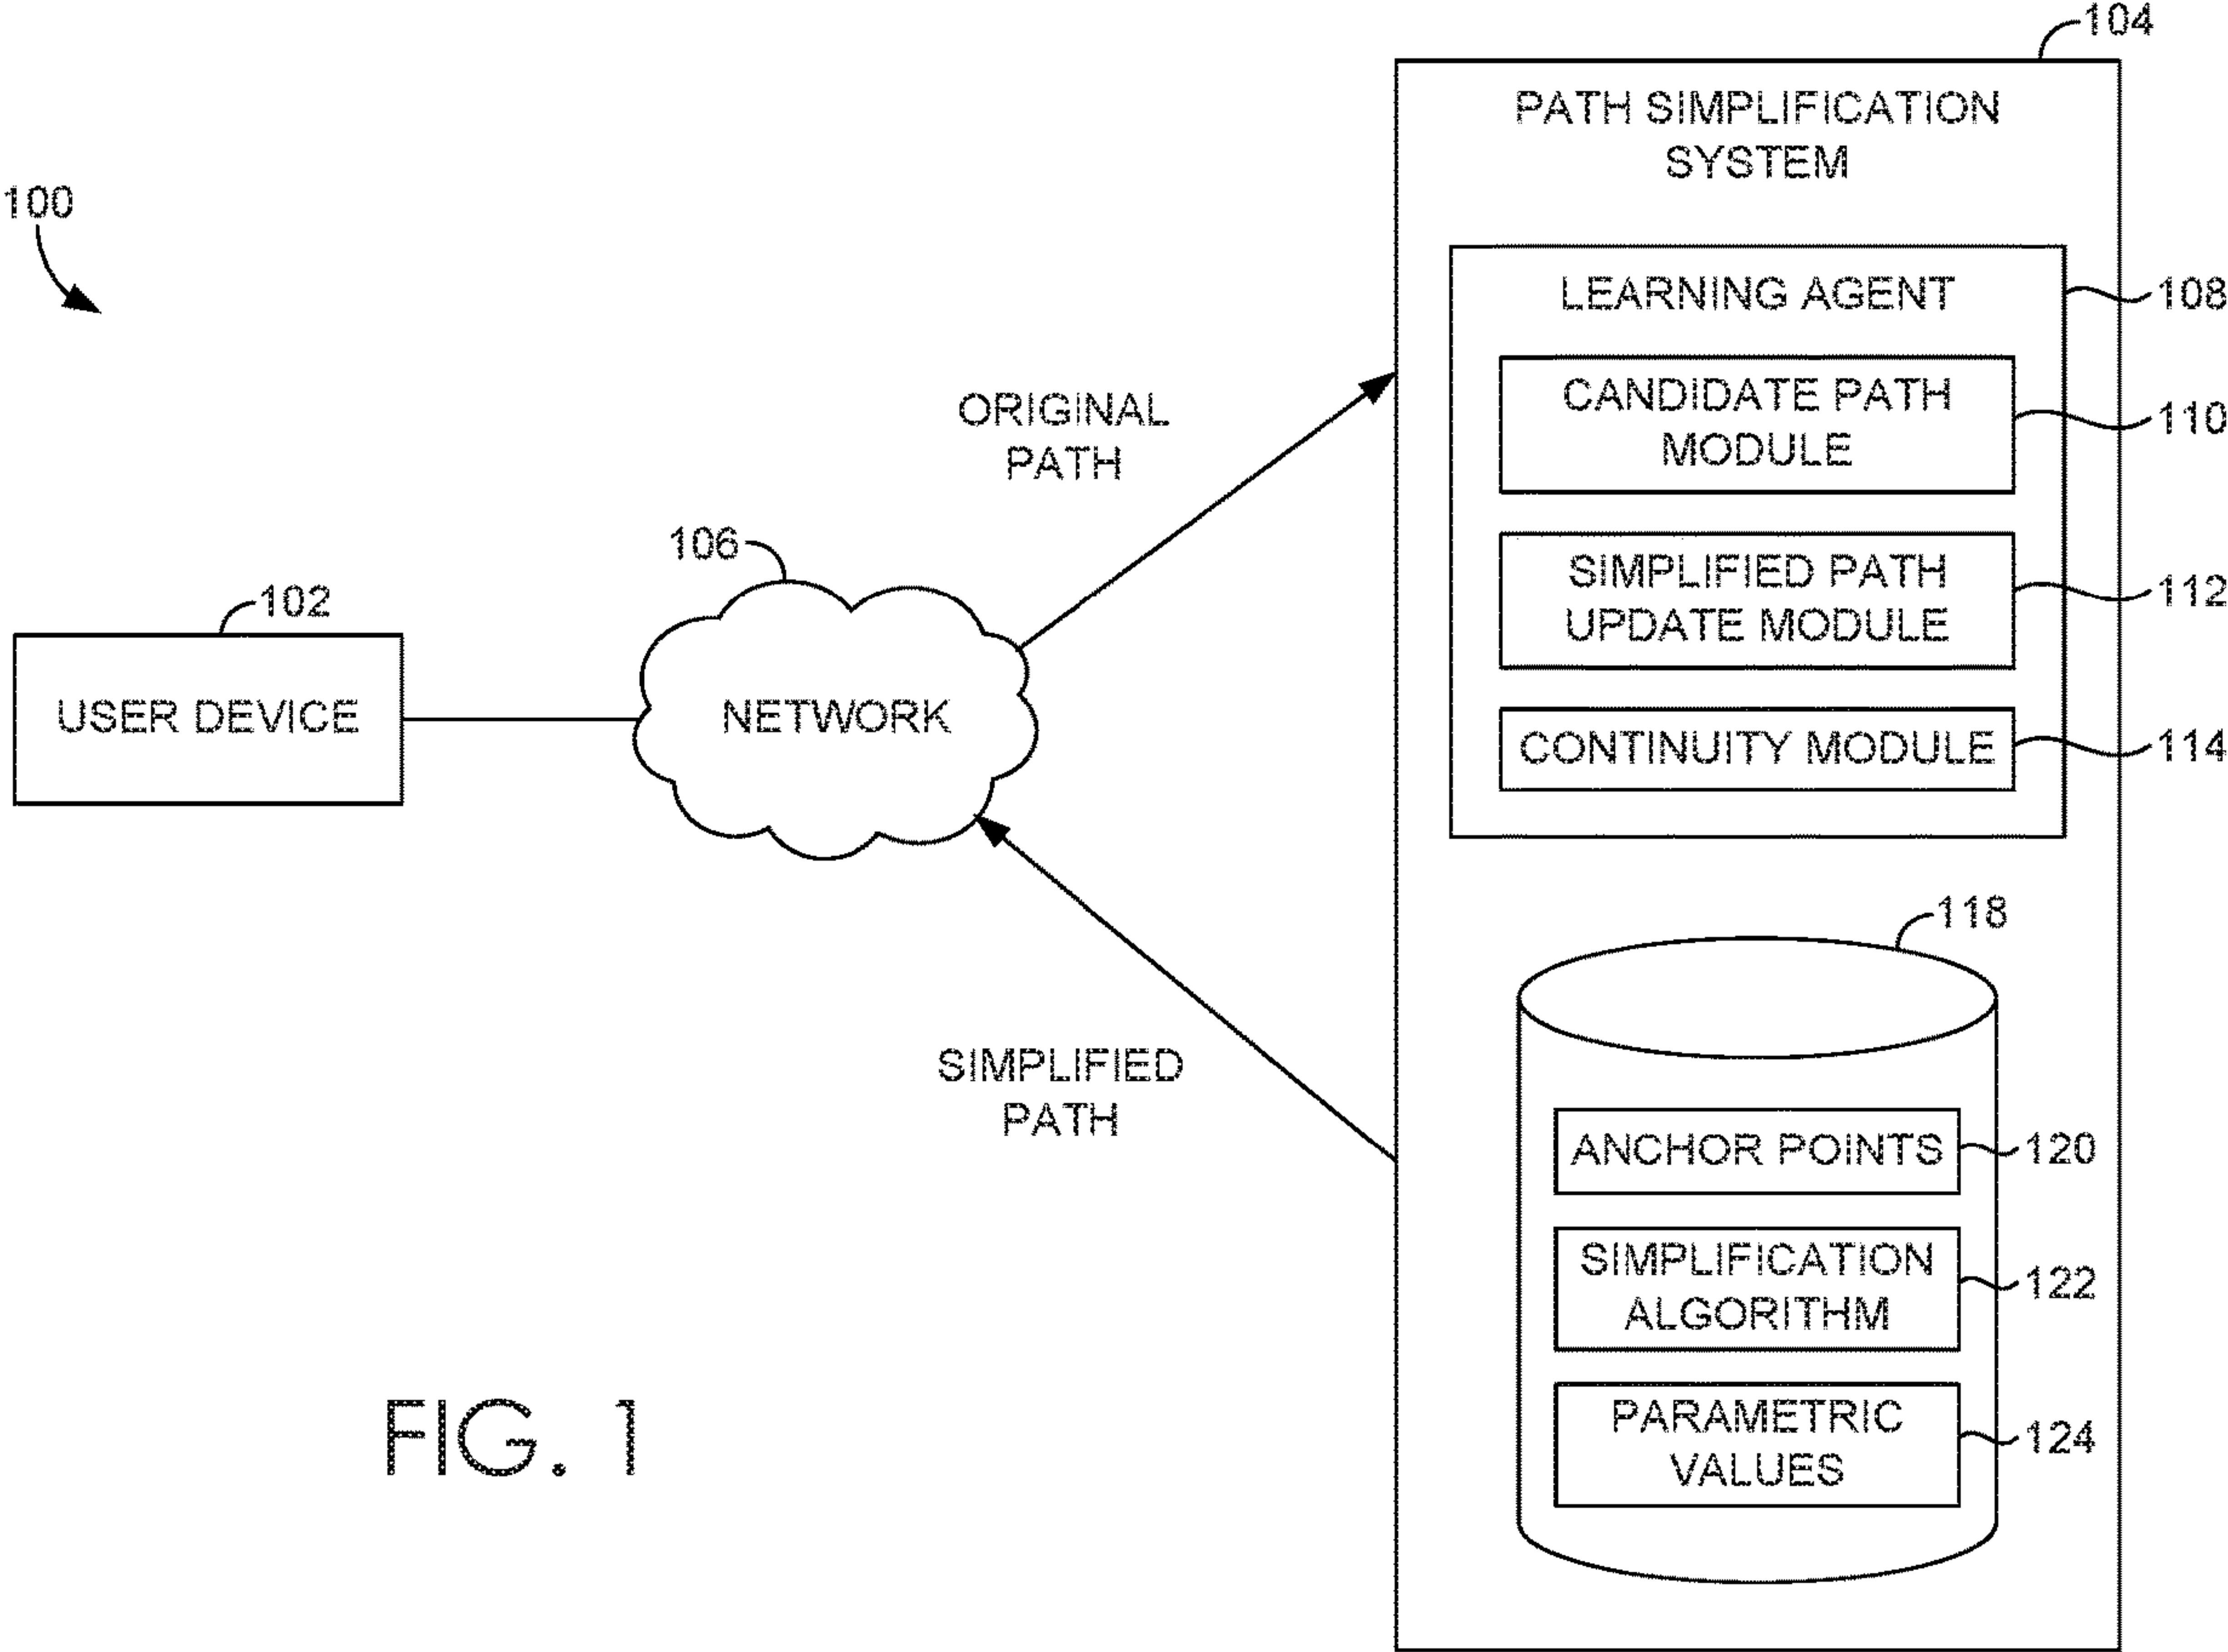 104
PATH SIMPLIFICATION
SYSTEM
100
LEARNING AGENT
108
CANDIDATE PATH
MODULE
110
ORIGINAL
PATH
106
SIMPLIFIED PATH
UPDATE MODULE
112
102
USER DEVICE
NETWORK
CONTINUITY MODULE
114
118
SIMPLIFIED
PATH
ANCHOR POINTS
120
SIMPLIFICATION
ALGORITHM
122
PARAMETRIC
VALUES
124
FIG. 1